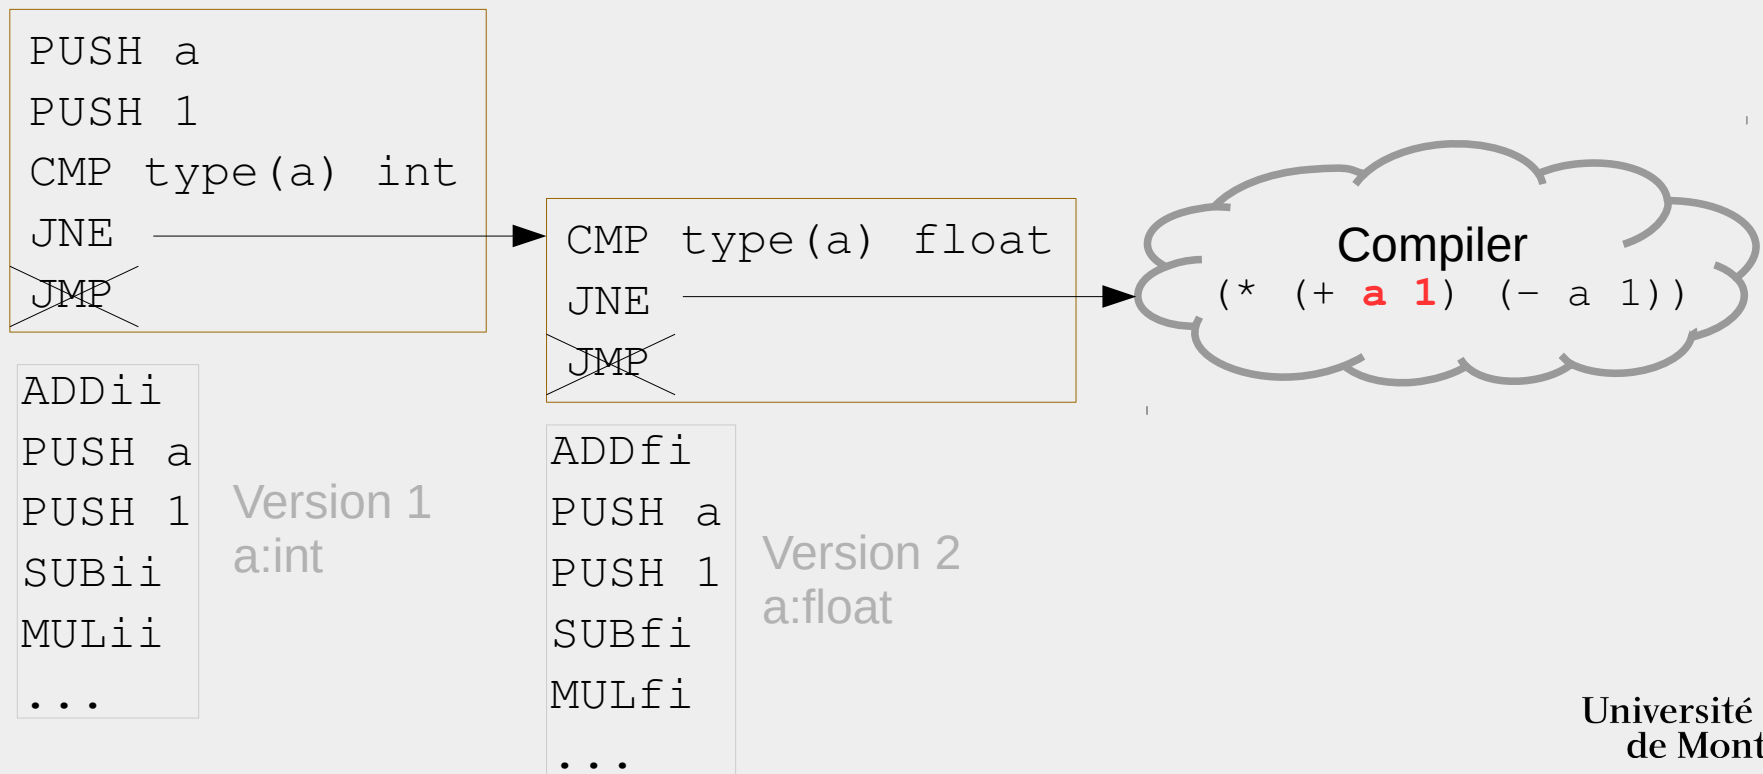 PUSH a
PUSH 1
CMP type(a) int
JNE
JMP
ADDii
PUSH a
PUSH 1
SUBii
MULii
...
Version 1
a:int
CMP type(a) float
JNE
JMP
ADDfi
PUSH a
PUSH 1
SUBfi
MULfi
...
Version 2
a:float
Compiler
(* (+ a 1) (- a 1))
Université
de Mont